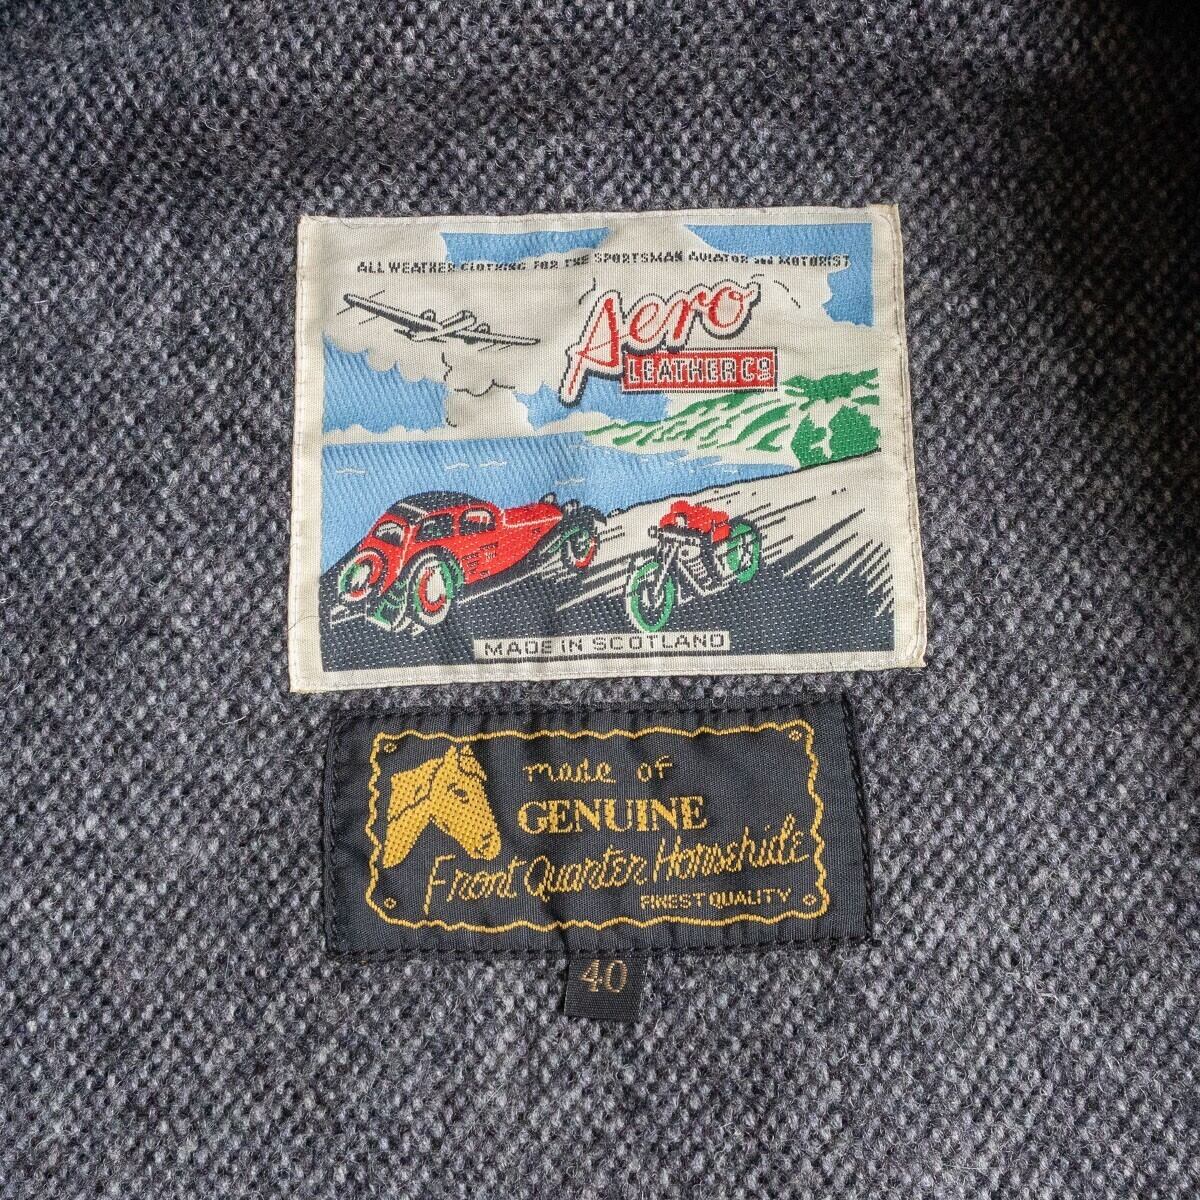 ALL WEATHER CLOTHING FOR THE SPORTSMAN AVIATOR AND MOTORIST
Aero
LEATHER Co
MADE IN SCOTLAND
made of
GENUINE
Front Quarter Horsehide
FINEST QUALITY
40